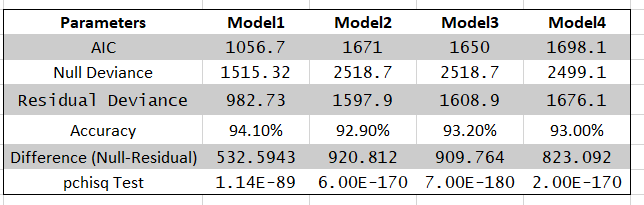 Parameters Model1 Model2 Model3 Model4
AIC 1056.7 1671 1650 1698.1
Null Deviance 1515.32 2518.7 2518.7 2499.1
Residual Deviance 982.73 1597.9 1608.9 1676.1
Accuracy 94.10% 92.90% 93.20% 93.00%
Difference (Null-Residual) 532.5943 920.812 909.764 823.092
pchisq Test 1.14E-89 6.00E-170 7.00E-180 2.00E-170